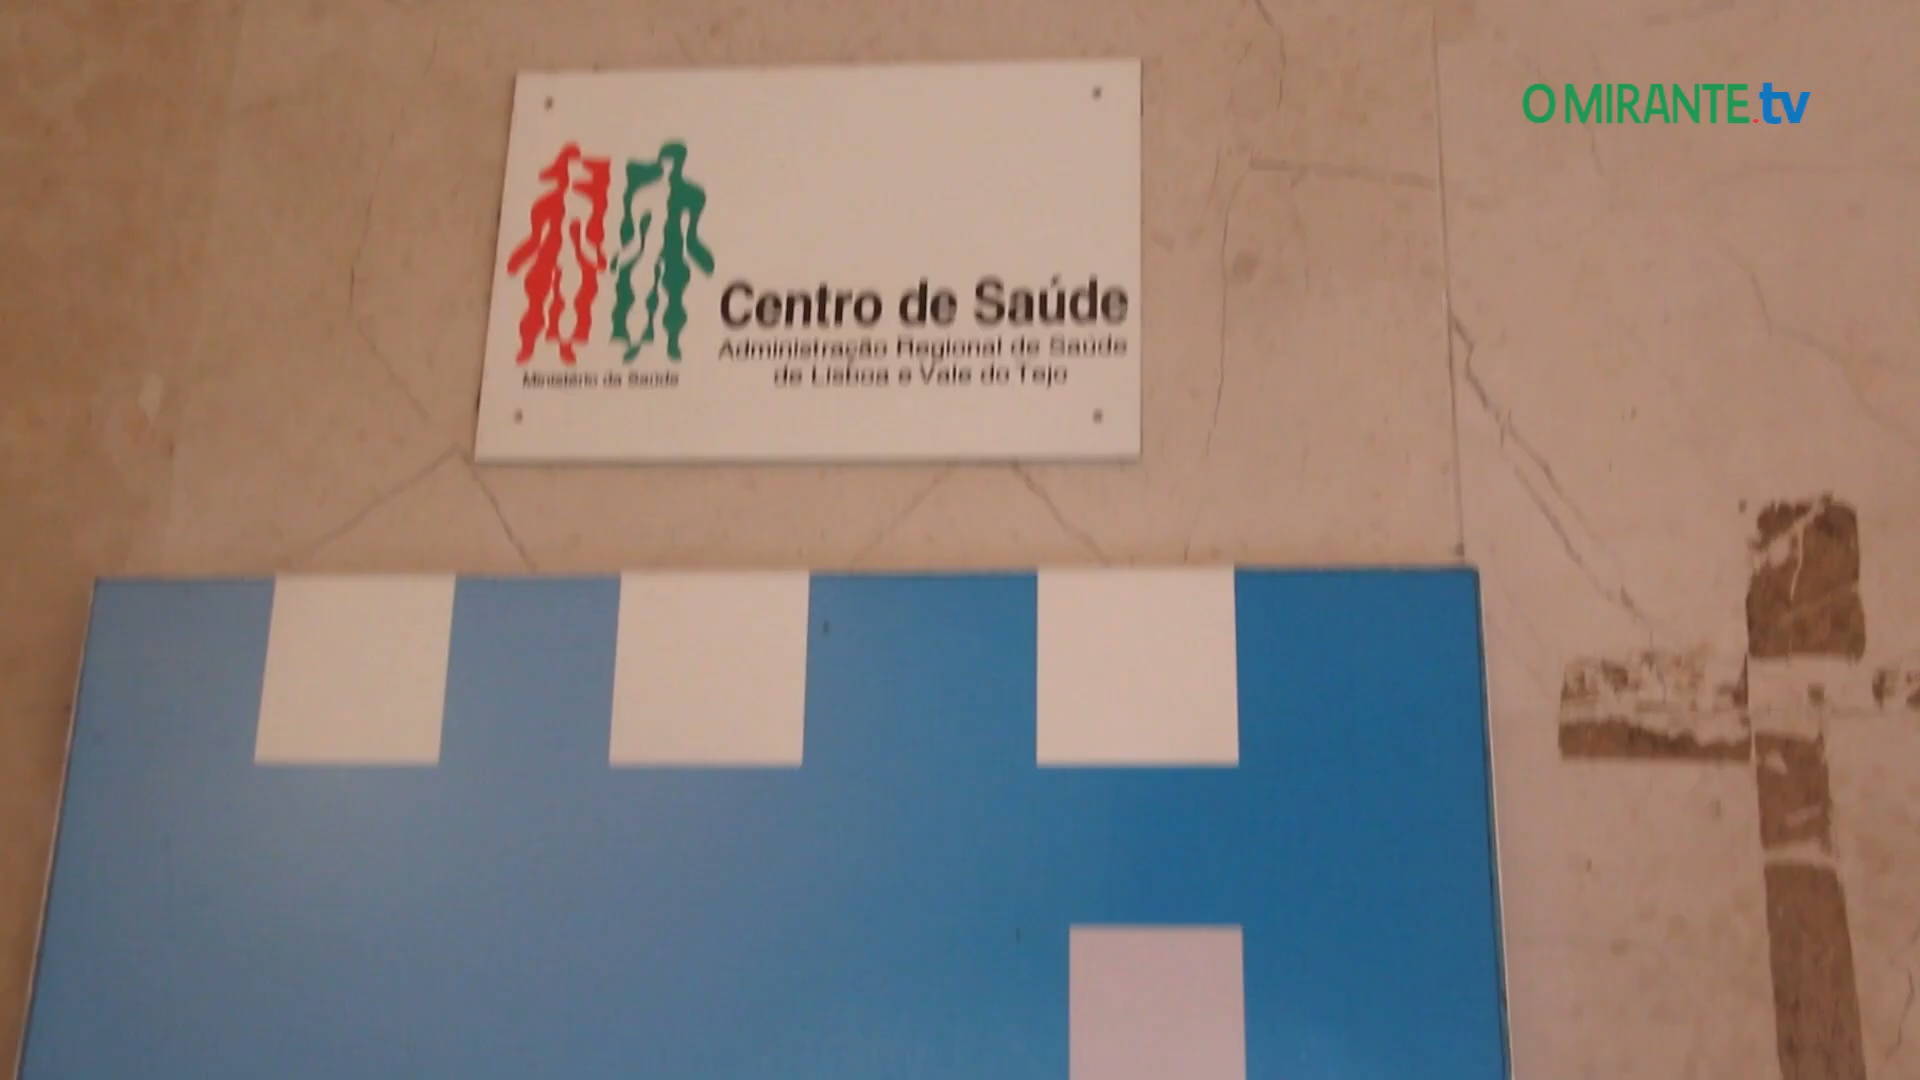 O MIRANTE.tv
Centro de Saúde
Administração Regional de Saúde
de Lisboa e Vale do Tejo
Ministério da Saúde